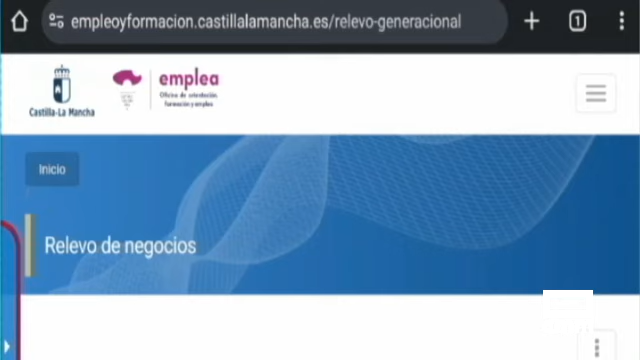 empleoyformacion.castillalamancha.es/relevo-generacional
1
Castilla-La Mancha
emplea
Oficina de orientación,
formación y empleo
Inicio
Relevo de negocios